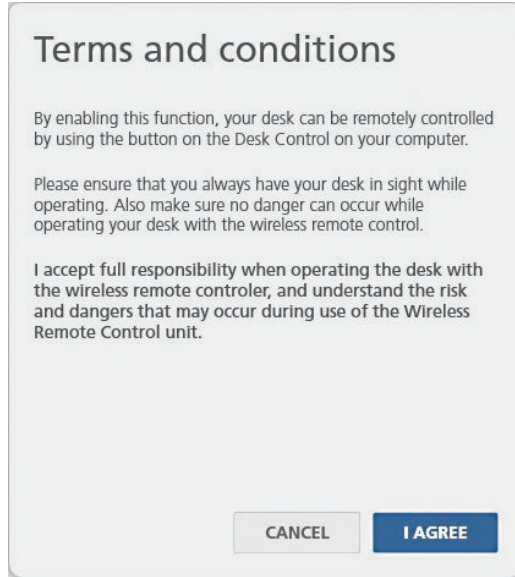 Terms and conditions
By enabling this function, your desk can be remotely controlled
by using the button on the Desk Control on your computer.
Please ensure that you always have your desk in sight while
operating. Also make sure no danger can occur while
operating your desk with the wireless remote control.
I accept full responsibility when operating the desk with
the wireless remote controler, and understand the risk
and dangers that may occur during use of the Wireless
Remote Control unit.
CANCEL
I AGREE